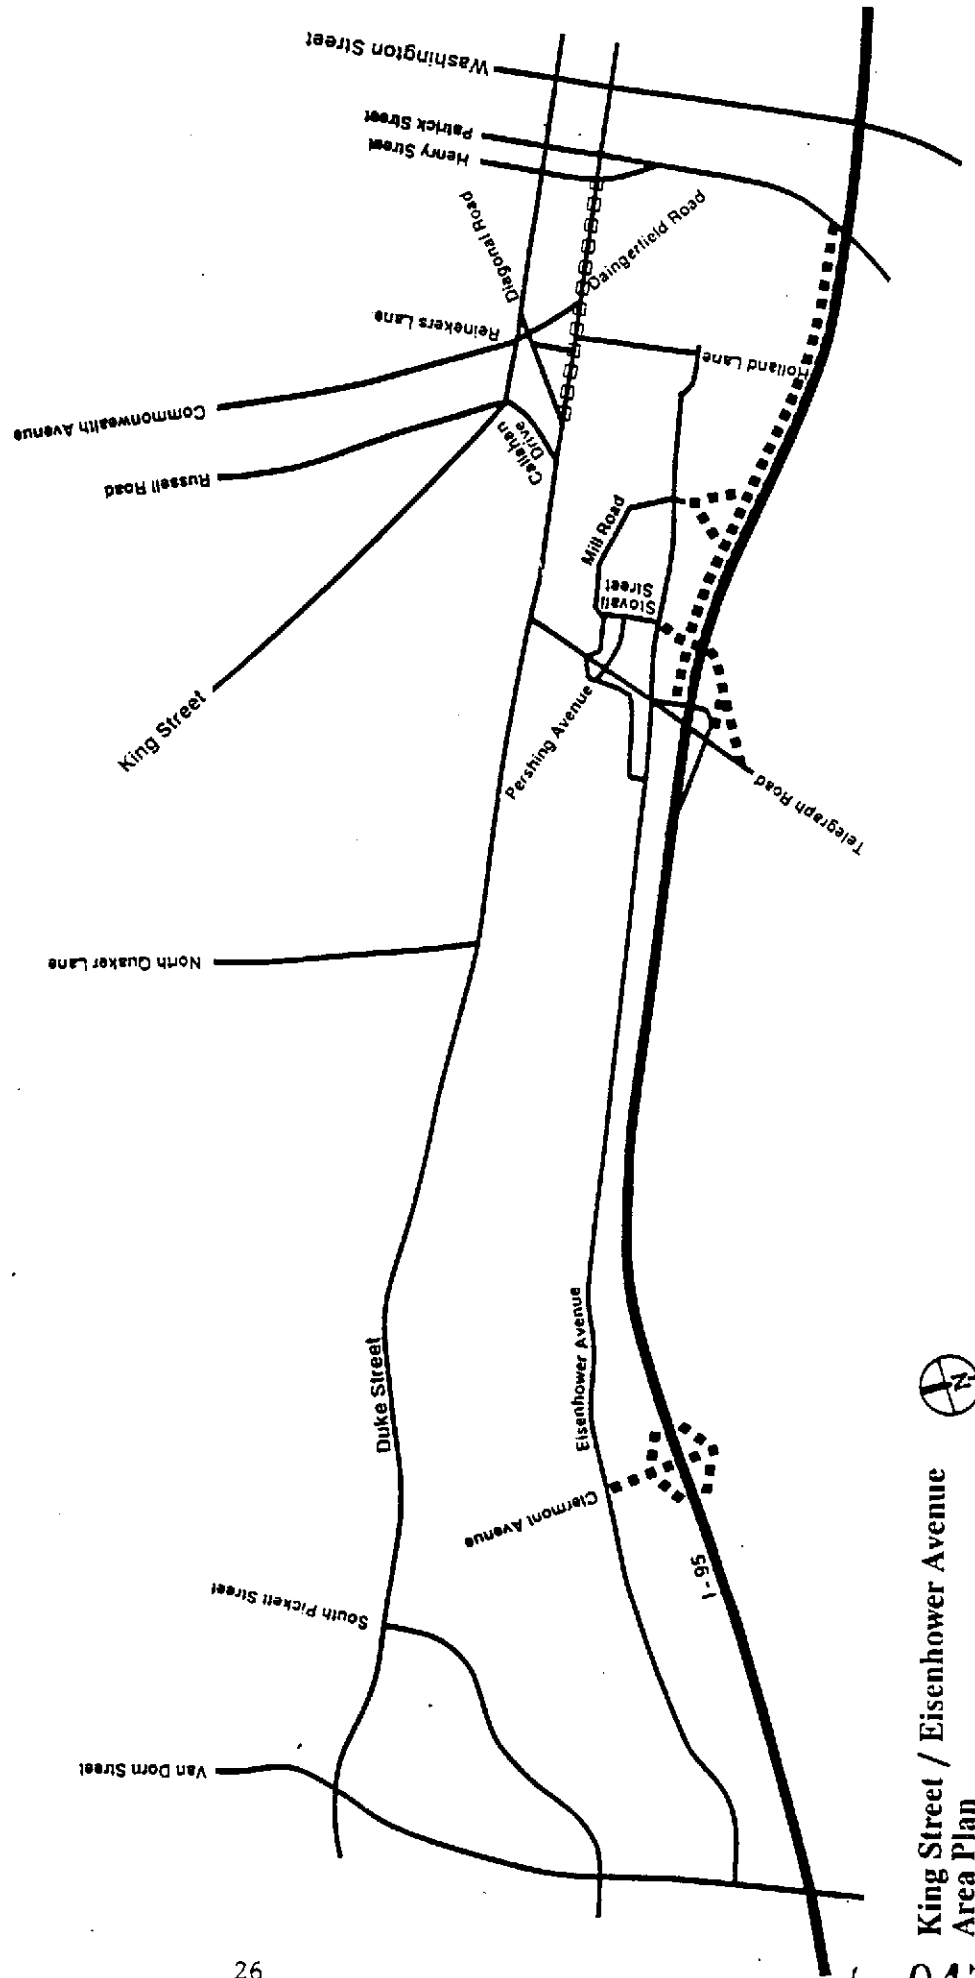 Washington Street
Patrick Street
Henry Street
Diagonal Road
Daingerfield Road
Reinekers Lane
Holland Lane
Commonwealth Avenue
Russell Road
Callahan
Drive
King Street
Mill Road
Stovall
Street
Pershing Avenue
Telegraph Road
North Quaker Lane
Duke Street
Eisenhower Avenue
Clermont Avenue
I-95
South Pickett Street
Van Dorn Street
N
King Street / Eisenhower Avenue
Area Plan
26